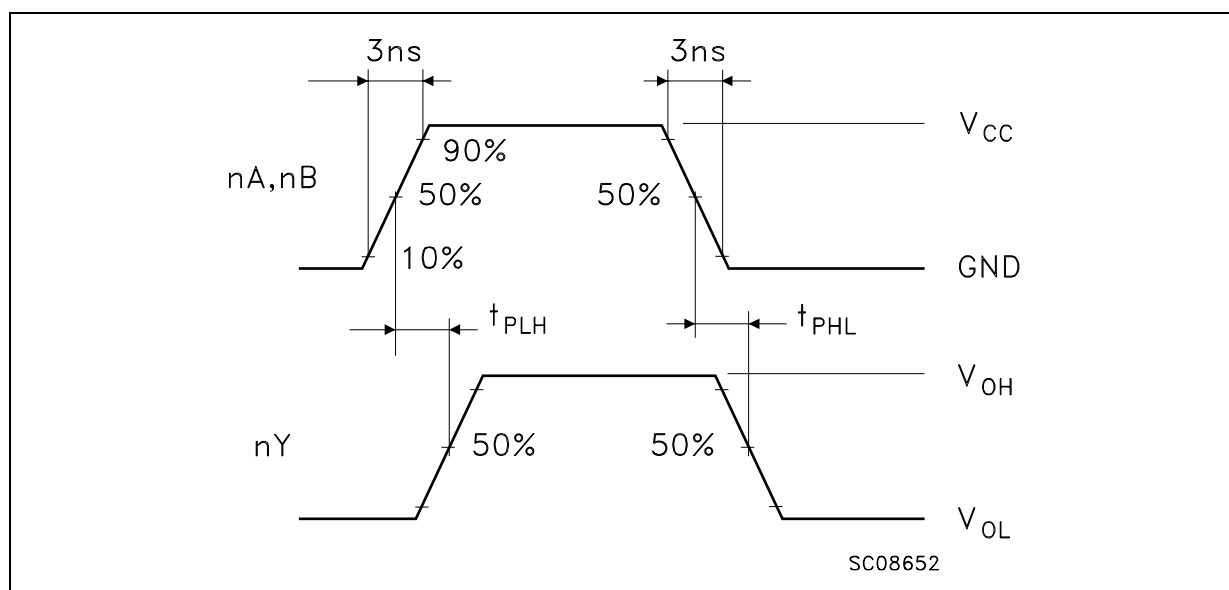 3ns 3ns
V_CC
90%
nA,nB 50% 50%
10% GND
t_PLH t_PHL
V_OH
nY 50% 50%
V_OL
SC08652